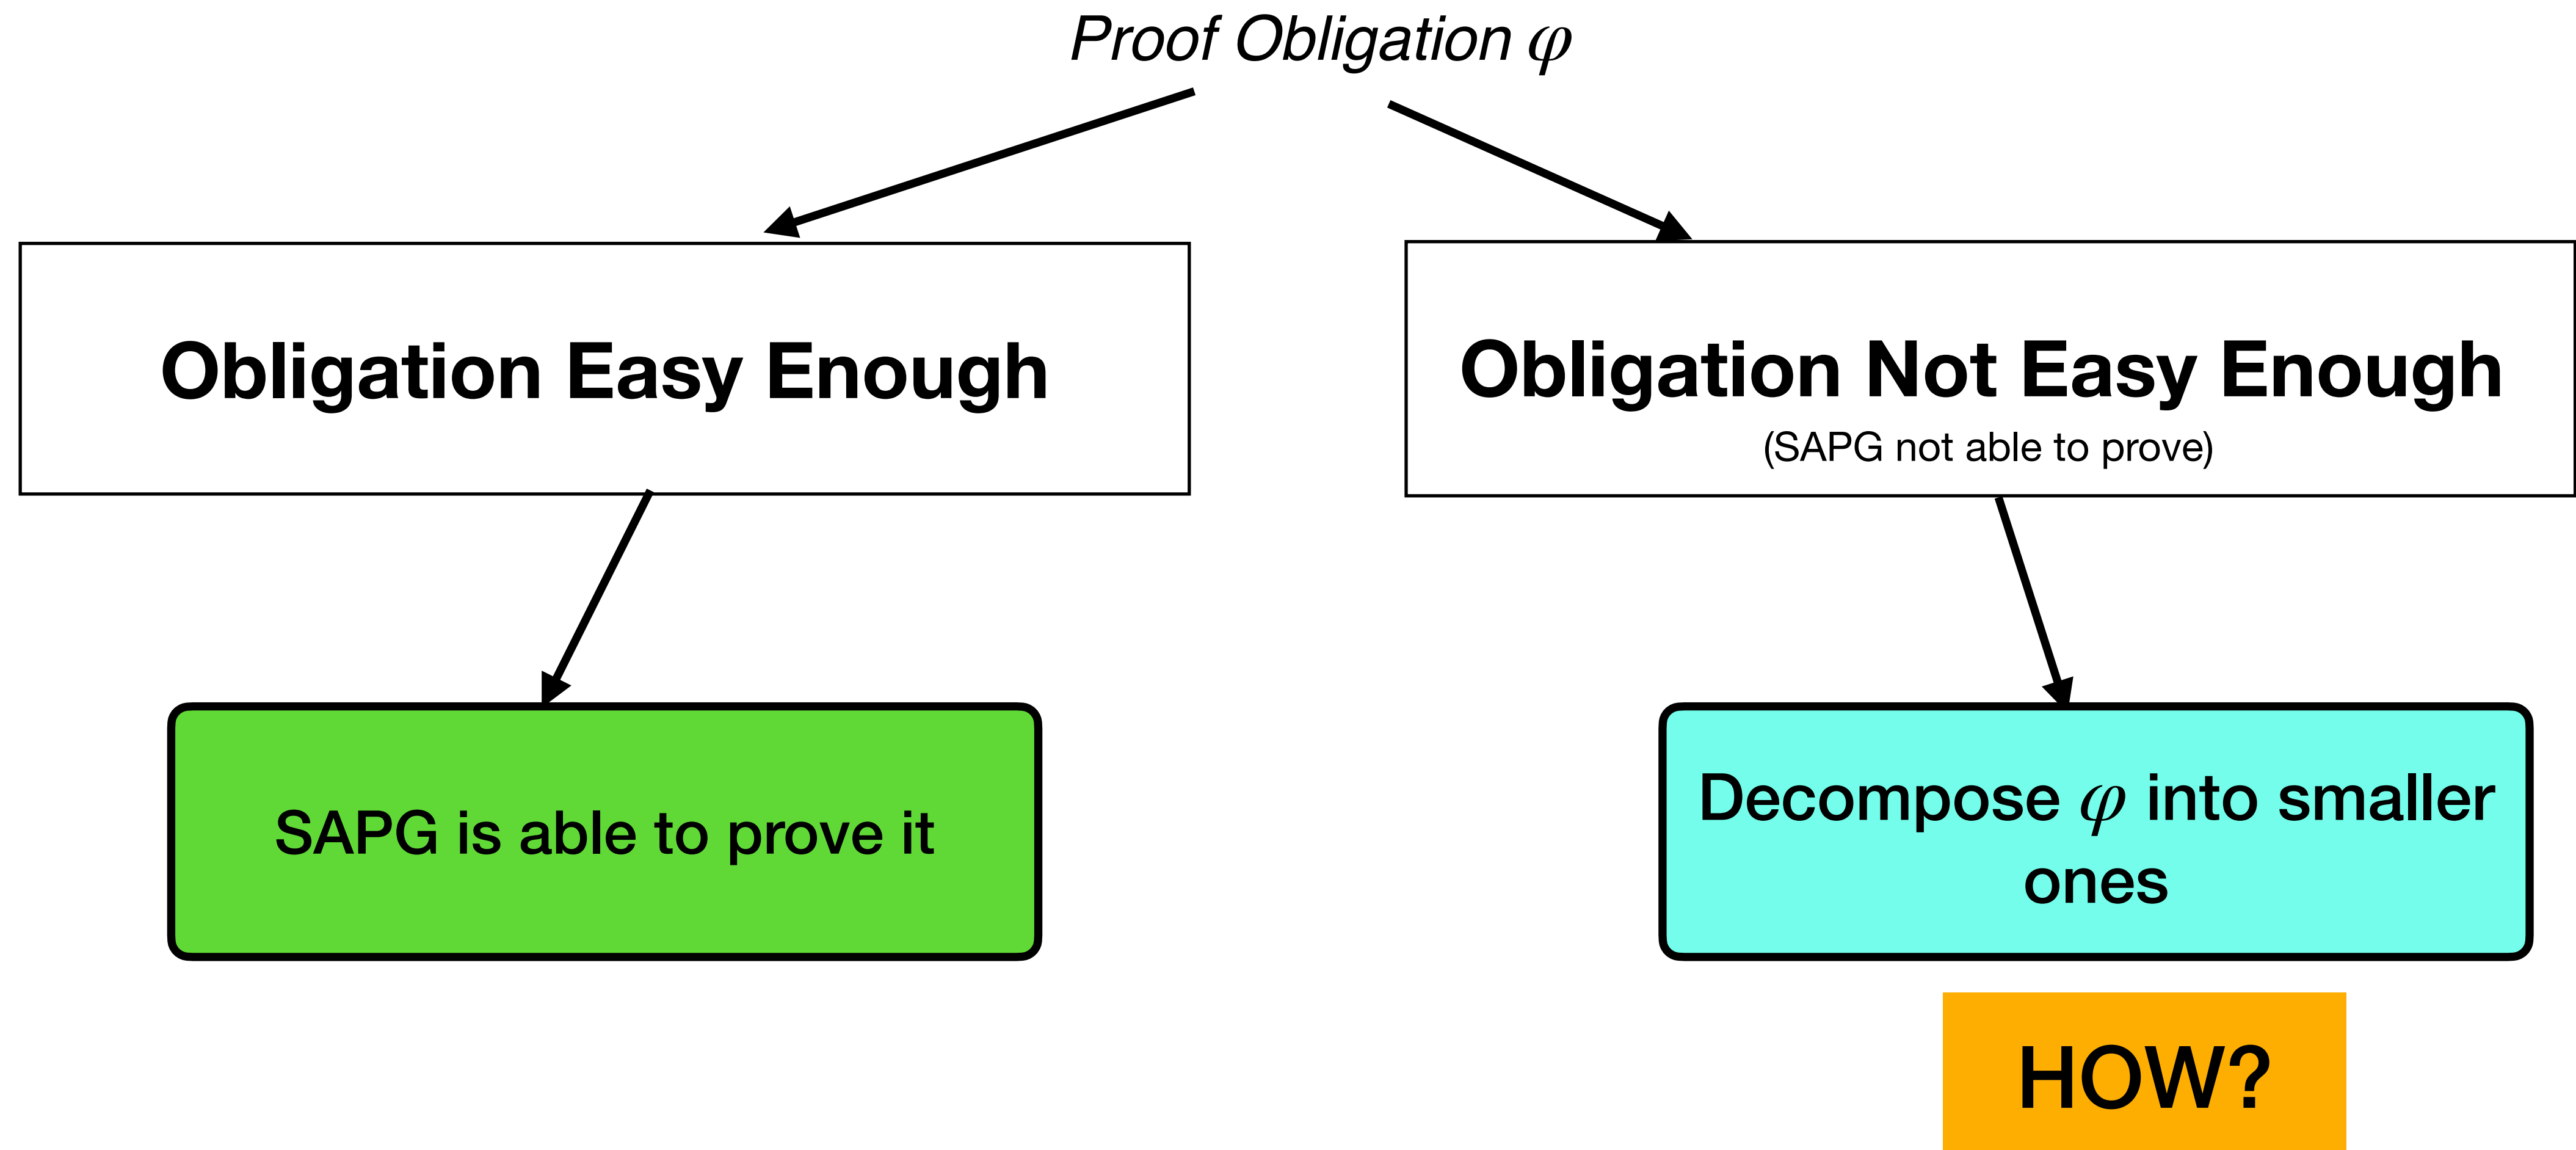 Proof Obligation φ
Obligation Easy Enough
Obligation Not Easy Enough
(SAPG not able to prove)
SAPG is able to prove it
Decompose φ into smaller
ones
HOW?